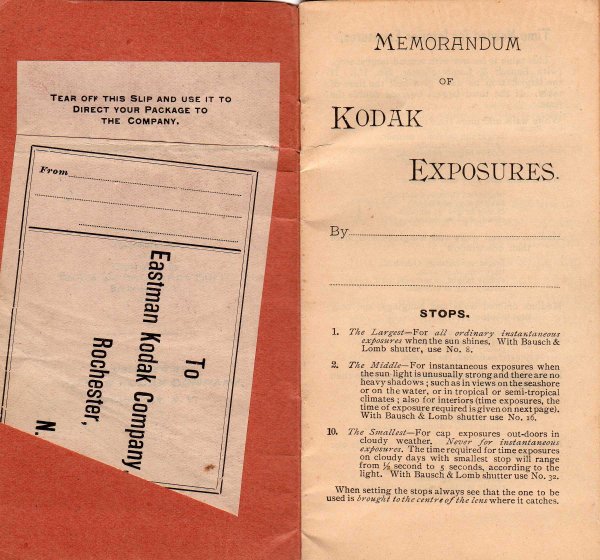 TEAR OFF THIS SLIP AND USE IT TO
DIRECT YOUR PACKAGE TO
THE COMPANY.
From
To
Eastman Kodak Company
Rochester,
N.
MEMORANDUM
OF
KODAK
EXPOSURES.
By
STOPS.
1. The Largest—For all ordinary instantaneous
exposures when the sun shines. With Bausch &
Lomb shutter, use No. 8.
2. The Middle—For instantaneous exposures when
the sun light is unusually strong and there are no
heavy shadows; such as in views on the seashore
or on the water, or in tropical or semi-tropical
climates; also for interiors (time exposures, the
time of exposure required is given on next page).
With Bausch & Lomb shutter use No. 16.
10. The Smallest—For cap exposures out-doors in
cloudy weather. Never for instantaneous
exposures. The time required for time exposures
on cloudy days with smallest stop will range
from ½ second to 5 seconds, according to the
light. With Bausch & Lomb shutter use No. 32.
When setting the stops always see that the one to be
used is brought to the centre of the lens where it catches.